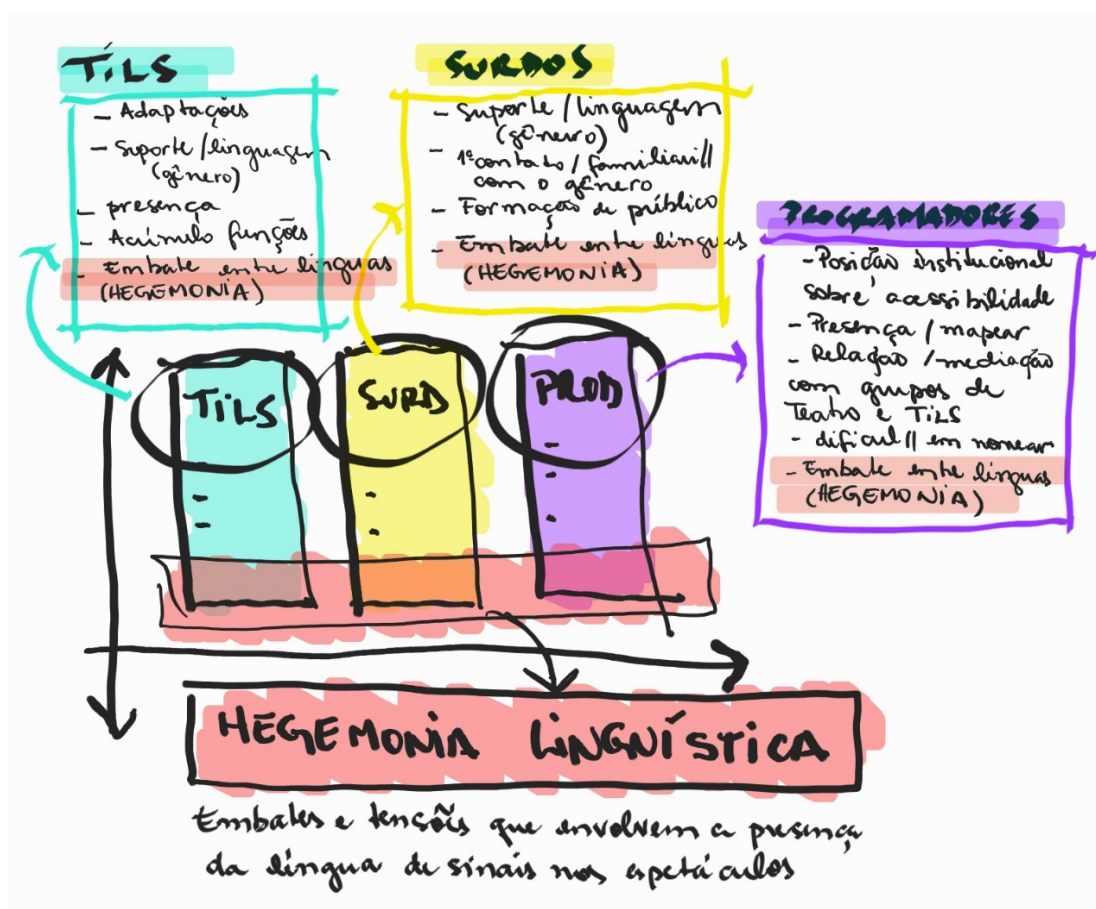 TILS
- Adaptações
- Suporte / linguagem
(gênero)
- presença
- Acúmulo funções
- Embate entre línguas
(HEGEMONIA)
SURDOS
- Suporte / linguagem
(gênero)
- 1º contato / familiari//
com o gênero
- Formação de público
- Embate entre línguas
(HEGEMONIA)
PROGRAMADORES
- Posição institucional
sobre acessibilidade
- Presença / mapear
- Relação / mediação
com grupos de
Teatro e TILS
- dificul// em nomear
- Embate entre línguas
(HEGEMONIA)
TILS
SURD
PROD
HEGEMONIA LINGNÍSTICA
Embates e tensões que envolvem a presença
da língua de sinais nos espetáculos